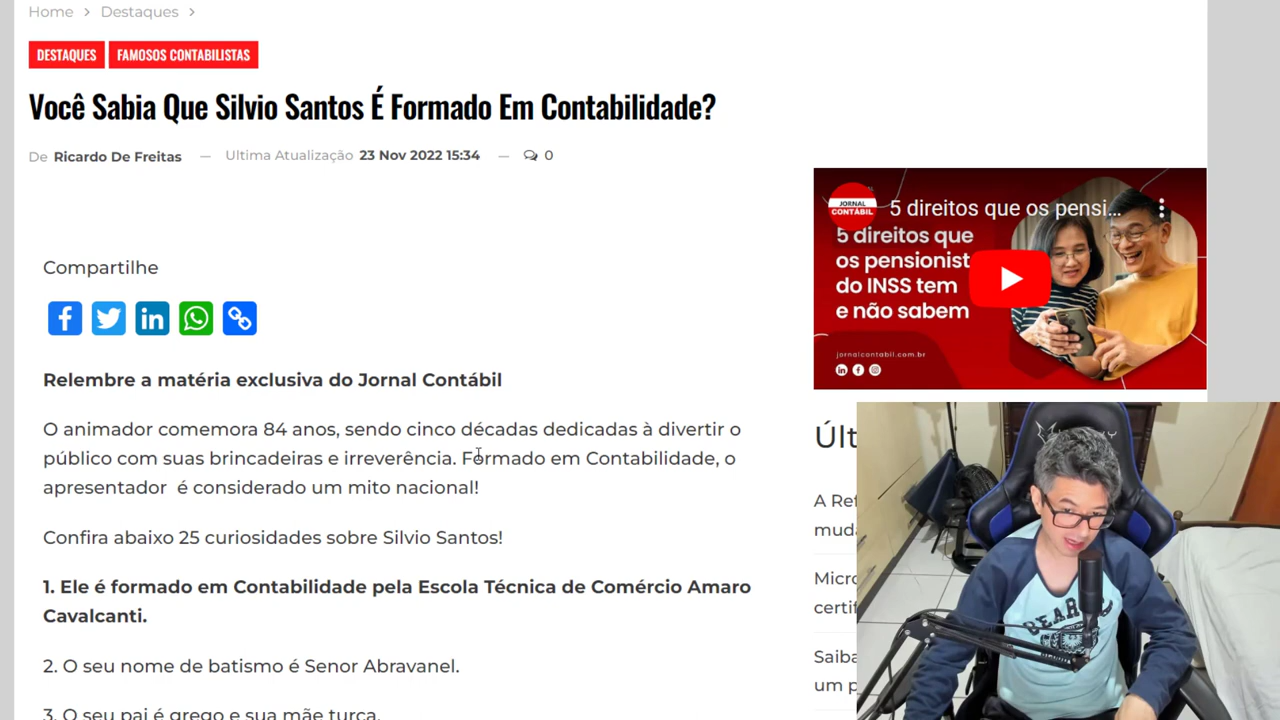 Home > Destaques >
DESTAQUES FAMOSOS CONTABILISTAS
Você Sabia Que Silvio Santos É Formado Em Contabilidade?
De Ricardo De Freitas — Ultima Atualização 23 Nov 2022 15:34 — 0
Compartilhe
Relembre a matéria exclusiva do Jornal Contábil
O animador comemora 84 anos, sendo cinco décadas dedicadas à divertir o
público com suas brincadeiras e irreverência. Formado em Contabilidade, o
apresentador é considerado um mito nacional!
Confira abaixo 25 curiosidades sobre Silvio Santos!
1. Ele é formado em Contabilidade pela Escola Técnica de Comércio Amaro
Cavalcanti.
2. O seu nome de batismo é Senor Abravanel.
3. O seu pai é grego e sua mãe turca.
JORNAL
CONTÁBIL
5 direitos que os pensi...
5 direitos que
os pensionist
do INSS tem
e não sabem
jornalcontabil.com.br
Últ
A Ref
muda
Micro
certif
Saiba
um p